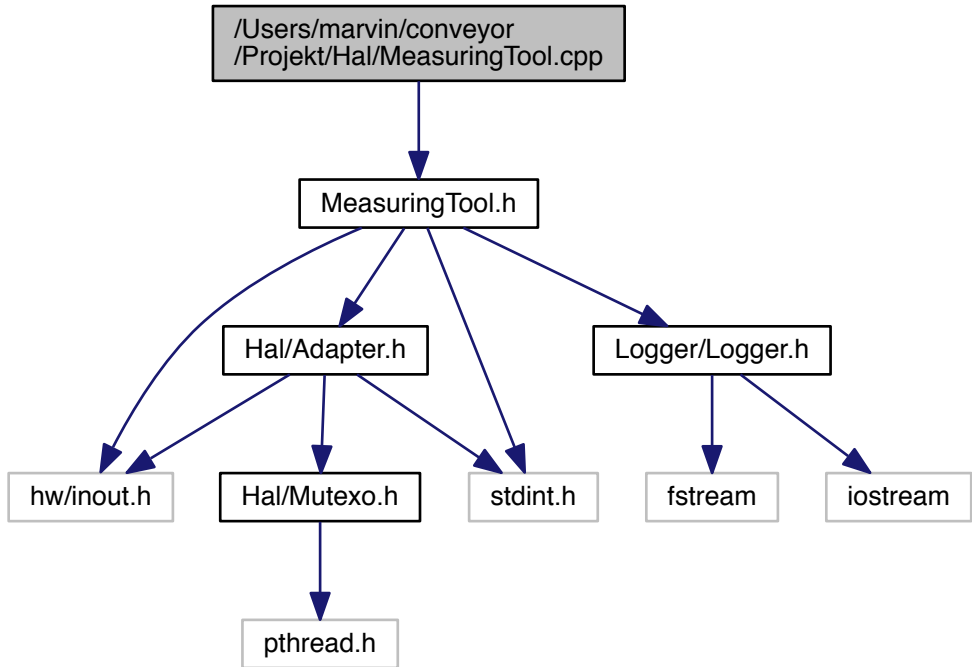 /Users/marvin/conveyor
/Projekt/Hal/MeasuringTool.cpp
MeasuringTool.h
Hal/Adapter.h
Logger/Logger.h
hw/inout.h
Hal/Mutexo.h
stdint.h
fstream
iostream
pthread.h